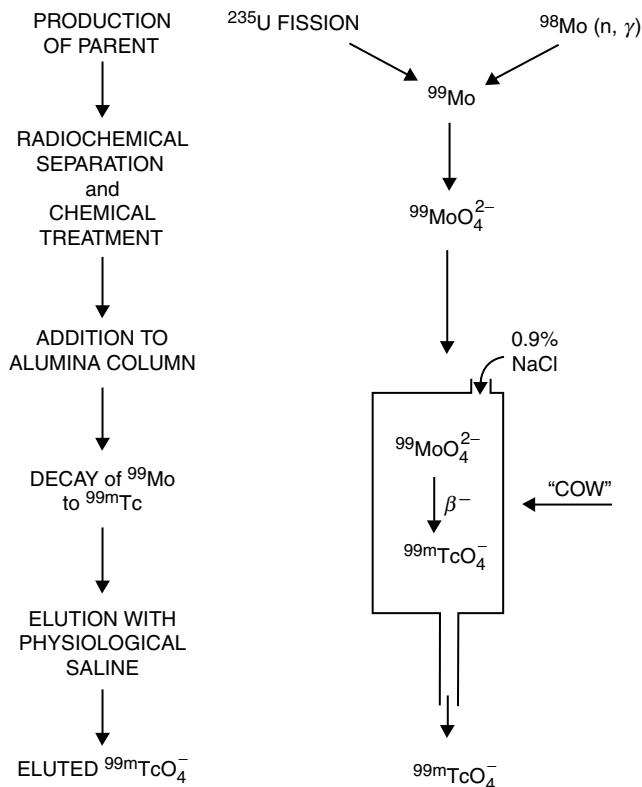 PRODUCTION
OF PARENT
RADIOCHEMICAL
SEPARATION
and
CHEMICAL
TREATMENT
ADDITION TO
ALUMINA COLUMN
DECAY of ⁹⁹Mo
to ⁹⁹ᵐTc
ELUTION WITH
PHYSIOLOGICAL
SALINE
ELUTED ⁹⁹ᵐTcO₄⁻
²³⁵U FISSION
⁹⁸Mo (n, γ)
⁹⁹Mo
⁹⁹MoO₄²⁻
0.9%
NaCl
⁹⁹MoO₄²⁻
β⁻
⁹⁹ᵐTcO₄⁻
“COW”
⁹⁹ᵐTcO₄⁻